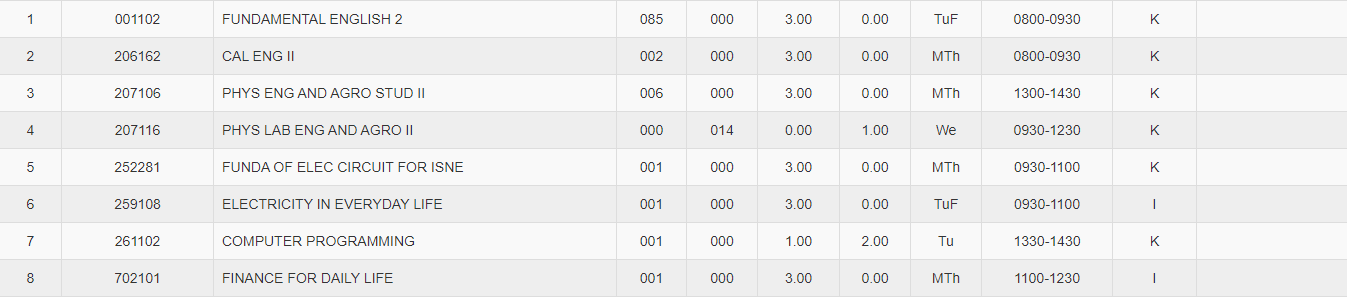 1 001102 FUNDAMENTAL ENGLISH 2 085 000 3.00 0.00 TuF 0800-0930 K
2 206162 CAL ENG II 002 000 3.00 0.00 MTh 0800-0930 K
3 207106 PHYS ENG AND AGRO STUD II 006 000 3.00 0.00 MTh 1300-1430 K
4 207116 PHYS LAB ENG AND AGRO II 000 014 0.00 1.00 We 0930-1230 K
5 252281 FUNDA OF ELEC CIRCUIT FOR ISNE 001 000 3.00 0.00 MTh 0930-1100 K
6 259108 ELECTRICITY IN EVERYDAY LIFE 001 000 3.00 0.00 TuF 0930-1100 I
7 261102 COMPUTER PROGRAMMING 001 000 1.00 2.00 Tu 1330-1430 K
8 702101 FINANCE FOR DAILY LIFE 001 000 3.00 0.00 MTh 1100-1230 I